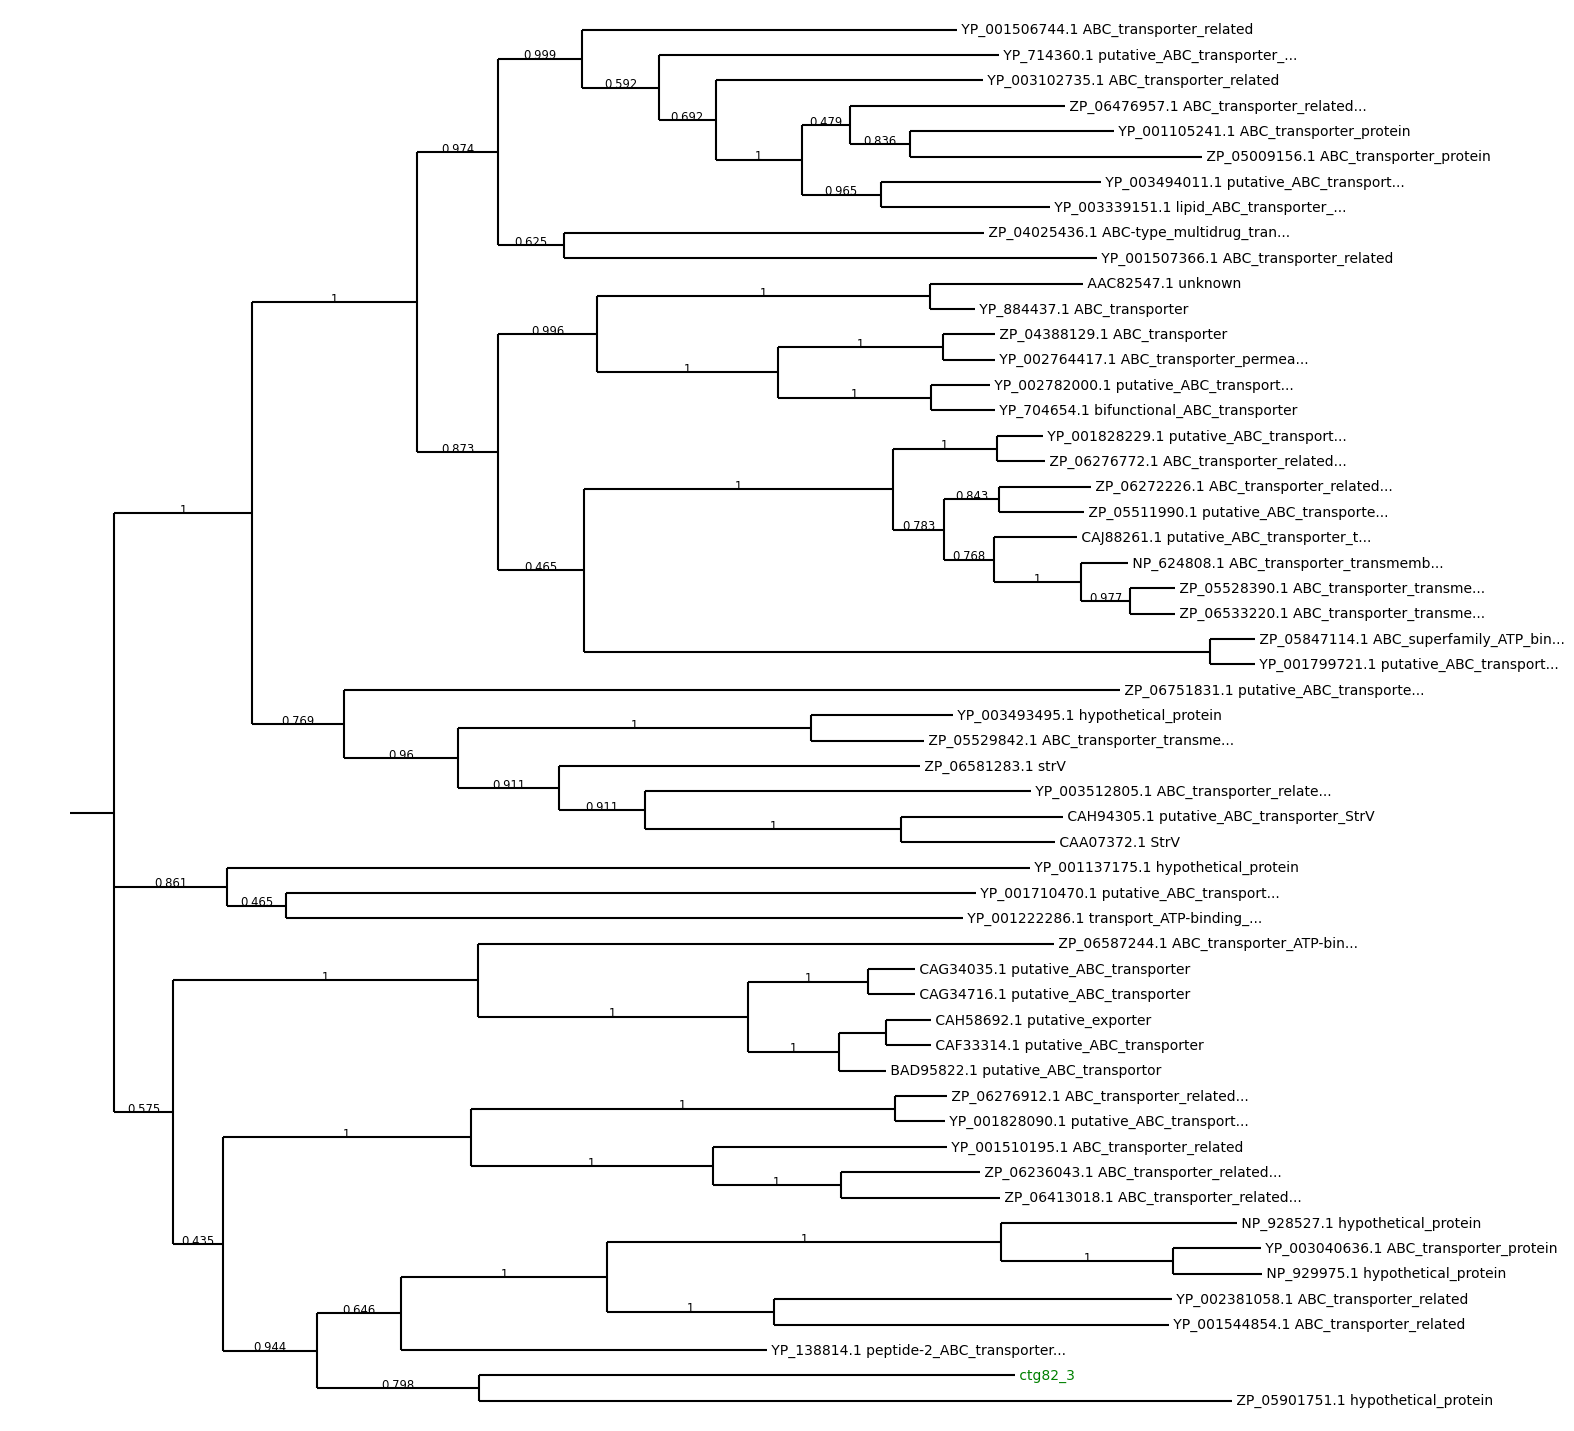 YP_001506744.1 ABC_transporter_related
0.999
YP_714360.1 putative_ABC_transporter_...
0.592
YP_003102735.1 ABC_transporter_related
ZP_06476957.1 ABC_transporter_related...
0.692
0.479
YP_001105241.1 ABC_transporter_protein
0.836
0.974
1
ZP_05009156.1 ABC_transporter_protein
YP_003494011.1 putative_ABC_transport...
0.965
YP_003339151.1 lipid_ABC_transporter_...
ZP_04025436.1 ABC-type_multidrug_tran...
0.625
YP_001507366.1 ABC_transporter_related
AAC82547.1 unknown
1
1
YP_884437.1 ABC_transporter
0.996
ZP_04388129.1 ABC_transporter
1
YP_002764417.1 ABC_transporter_permea...
1
YP_002782000.1 putative_ABC_transport...
1
YP_704654.1 bifunctional_ABC_transporter
YP_001828229.1 putative_ABC_transport...
0.873
1
ZP_06276772.1 ABC_transporter_related...
1
ZP_06272226.1 ABC_transporter_related...
0.843
1
ZP_05511990.1 putative_ABC_transporte...
0.783
CAJ88261.1 putative_ABC_transporter_t...
0.768
0.465
NP_624808.1 ABC_transporter_transmemb...
1
ZP_05528390.1 ABC_transporter_transme...
0.977
ZP_06533220.1 ABC_transporter_transme...
ZP_05847114.1 ABC_superfamily_ATP_bin...
YP_001799721.1 putative_ABC_transport...
ZP_06751831.1 putative_ABC_transporte...
0.769
YP_003493495.1 hypothetical_protein
1
ZP_05529842.1 ABC_transporter_transme...
0.96
ZP_06581283.1 strV
0.911
YP_003512805.1 ABC_transporter_relate...
0.911
CAH94305.1 putative_ABC_transporter_StrV
1
CAA07372.1 StrV
YP_001137175.1 hypothetical_protein
0.861
YP_001710470.1 putative_ABC_transport...
0.465
YP_001222286.1 transport_ATP-binding_...
ZP_06587244.1 ABC_transporter_ATP-bin...
1
CAG34035.1 putative_ABC_transporter
1
CAG34716.1 putative_ABC_transporter
1
CAH58692.1 putative_exporter
CAF33314.1 putative_ABC_transporter
1
BAD95822.1 putative_ABC_transportor
ZP_06276912.1 ABC_transporter_related...
0.575
1
YP_001828090.1 putative_ABC_transport...
1
YP_001510195.1 ABC_transporter_related
1
ZP_06236043.1 ABC_transporter_related...
1
ZP_06413018.1 ABC_transporter_related...
NP_928527.1 hypothetical_protein
0.435
1
YP_003040636.1 ABC_transporter_protein
1
NP_929975.1 hypothetical_protein
1
YP_002381058.1 ABC_transporter_related
0.646
1
YP_001544854.1 ABC_transporter_related
0.944
YP_138814.1 peptide-2_ABC_transporter...
ctg82_3
0.798
ZP_05901751.1 hypothetical_protein